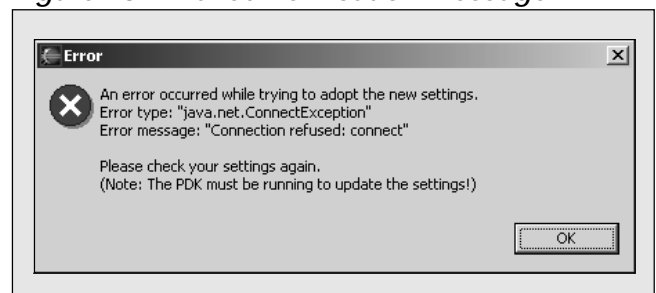 Error
An error occurred while trying to adopt the new settings.
Error type: "java.net.ConnectException"
Error message: "Connection refused: connect"
Please check your settings again.
(Note: The PDK must be running to update the settings!)
OK